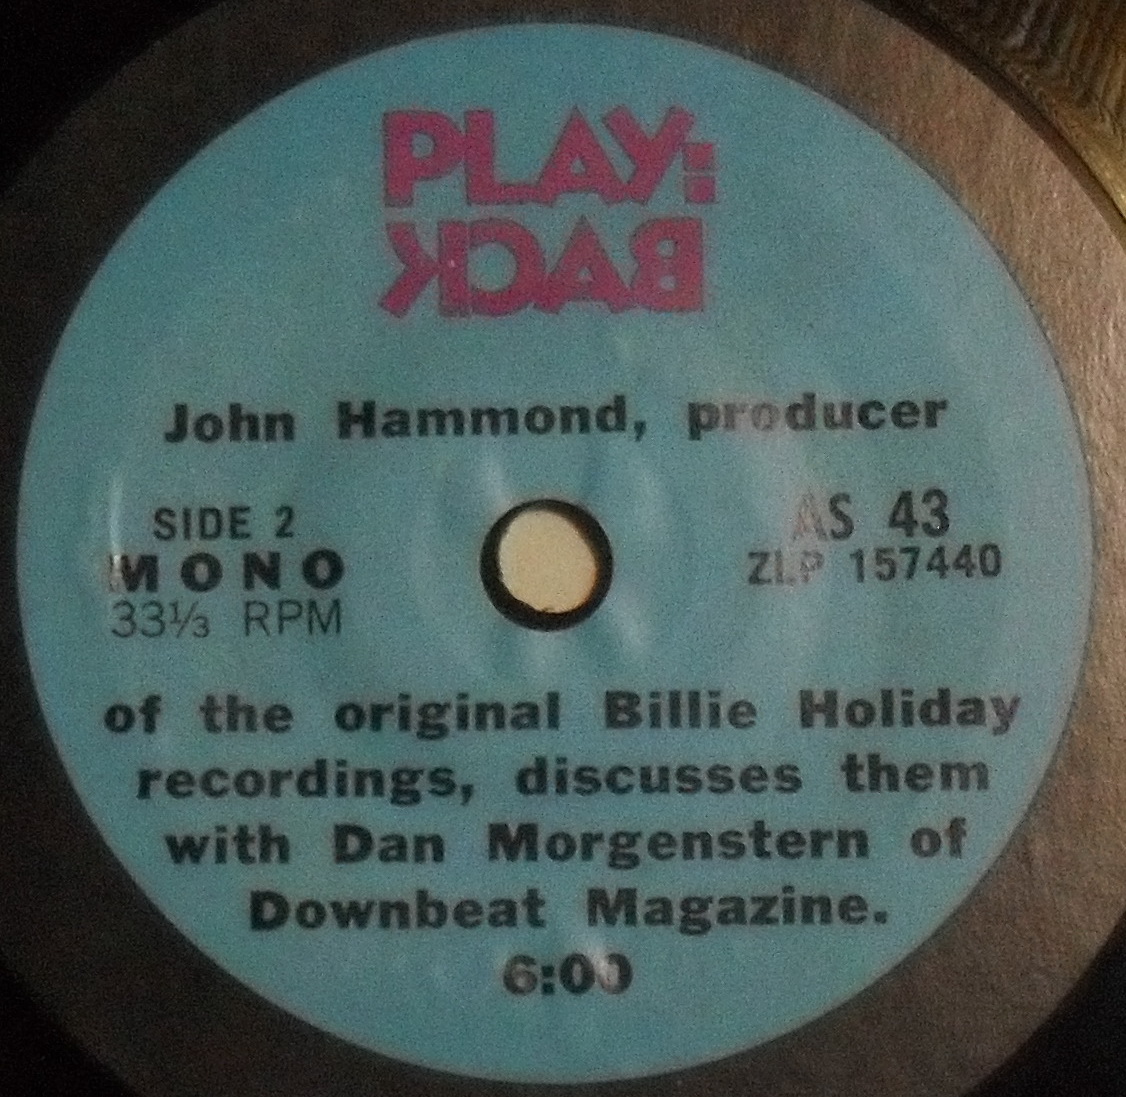 PLAY:
BACK
John Hammond, producer
SIDE 2
MONO
33⅓ RPM
AS 43
ZLP 157440
of the original Billie Holiday
recordings, discusses them
with Dan Morgenstern of
Downbeat Magazine.
6:00